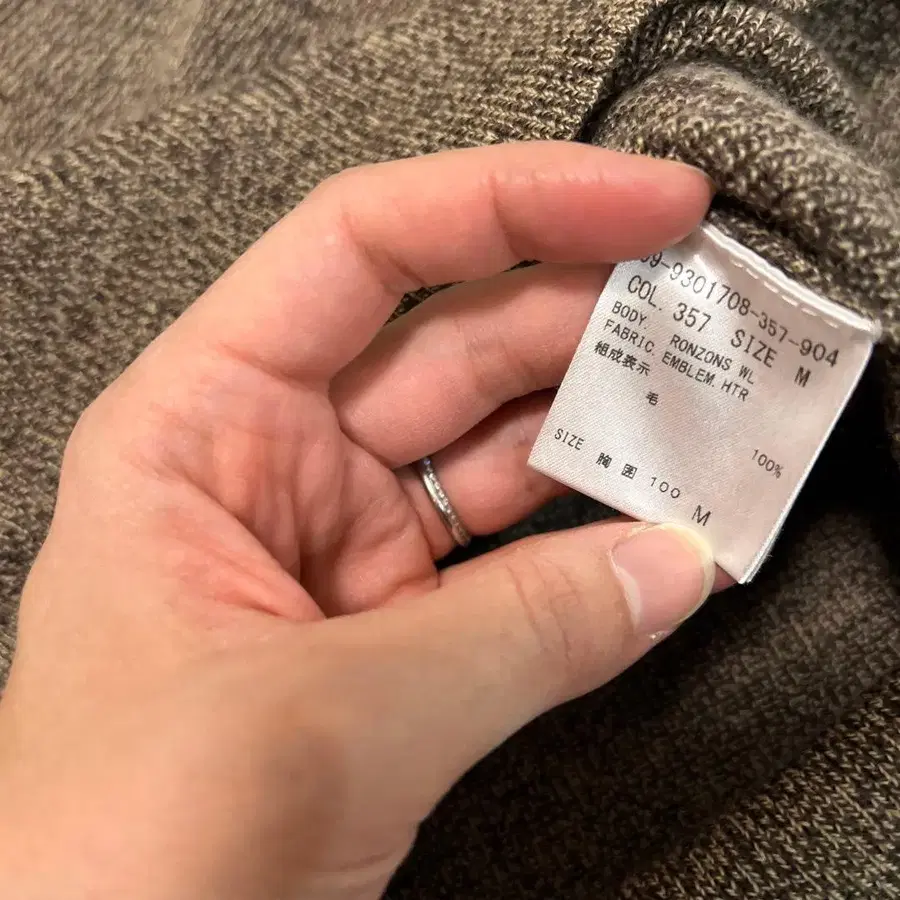 09-9301708-357-904
COL. 357 SIZE M
BODY. RONZONS WL
FABRIC. EMBLEM. HTR
組成表示
毛 100%
SIZE 胸囲 100 M